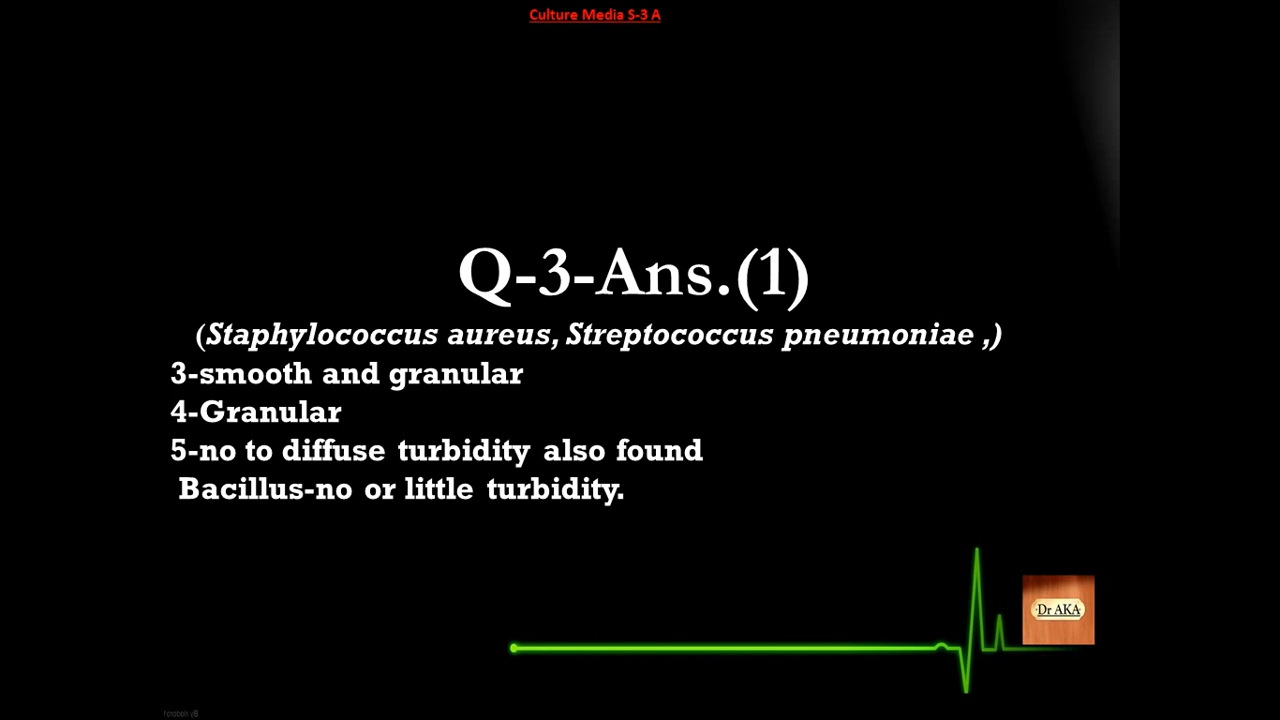 Culture Media S-3 A
Q-3-Ans.(1)
(Staphylococcus aureus, Streptococcus pneumoniae ,)
3-smooth and granular
4-Granular
5-no to diffuse turbidity also found
Bacillus-no or little turbidity.
Dr AKA